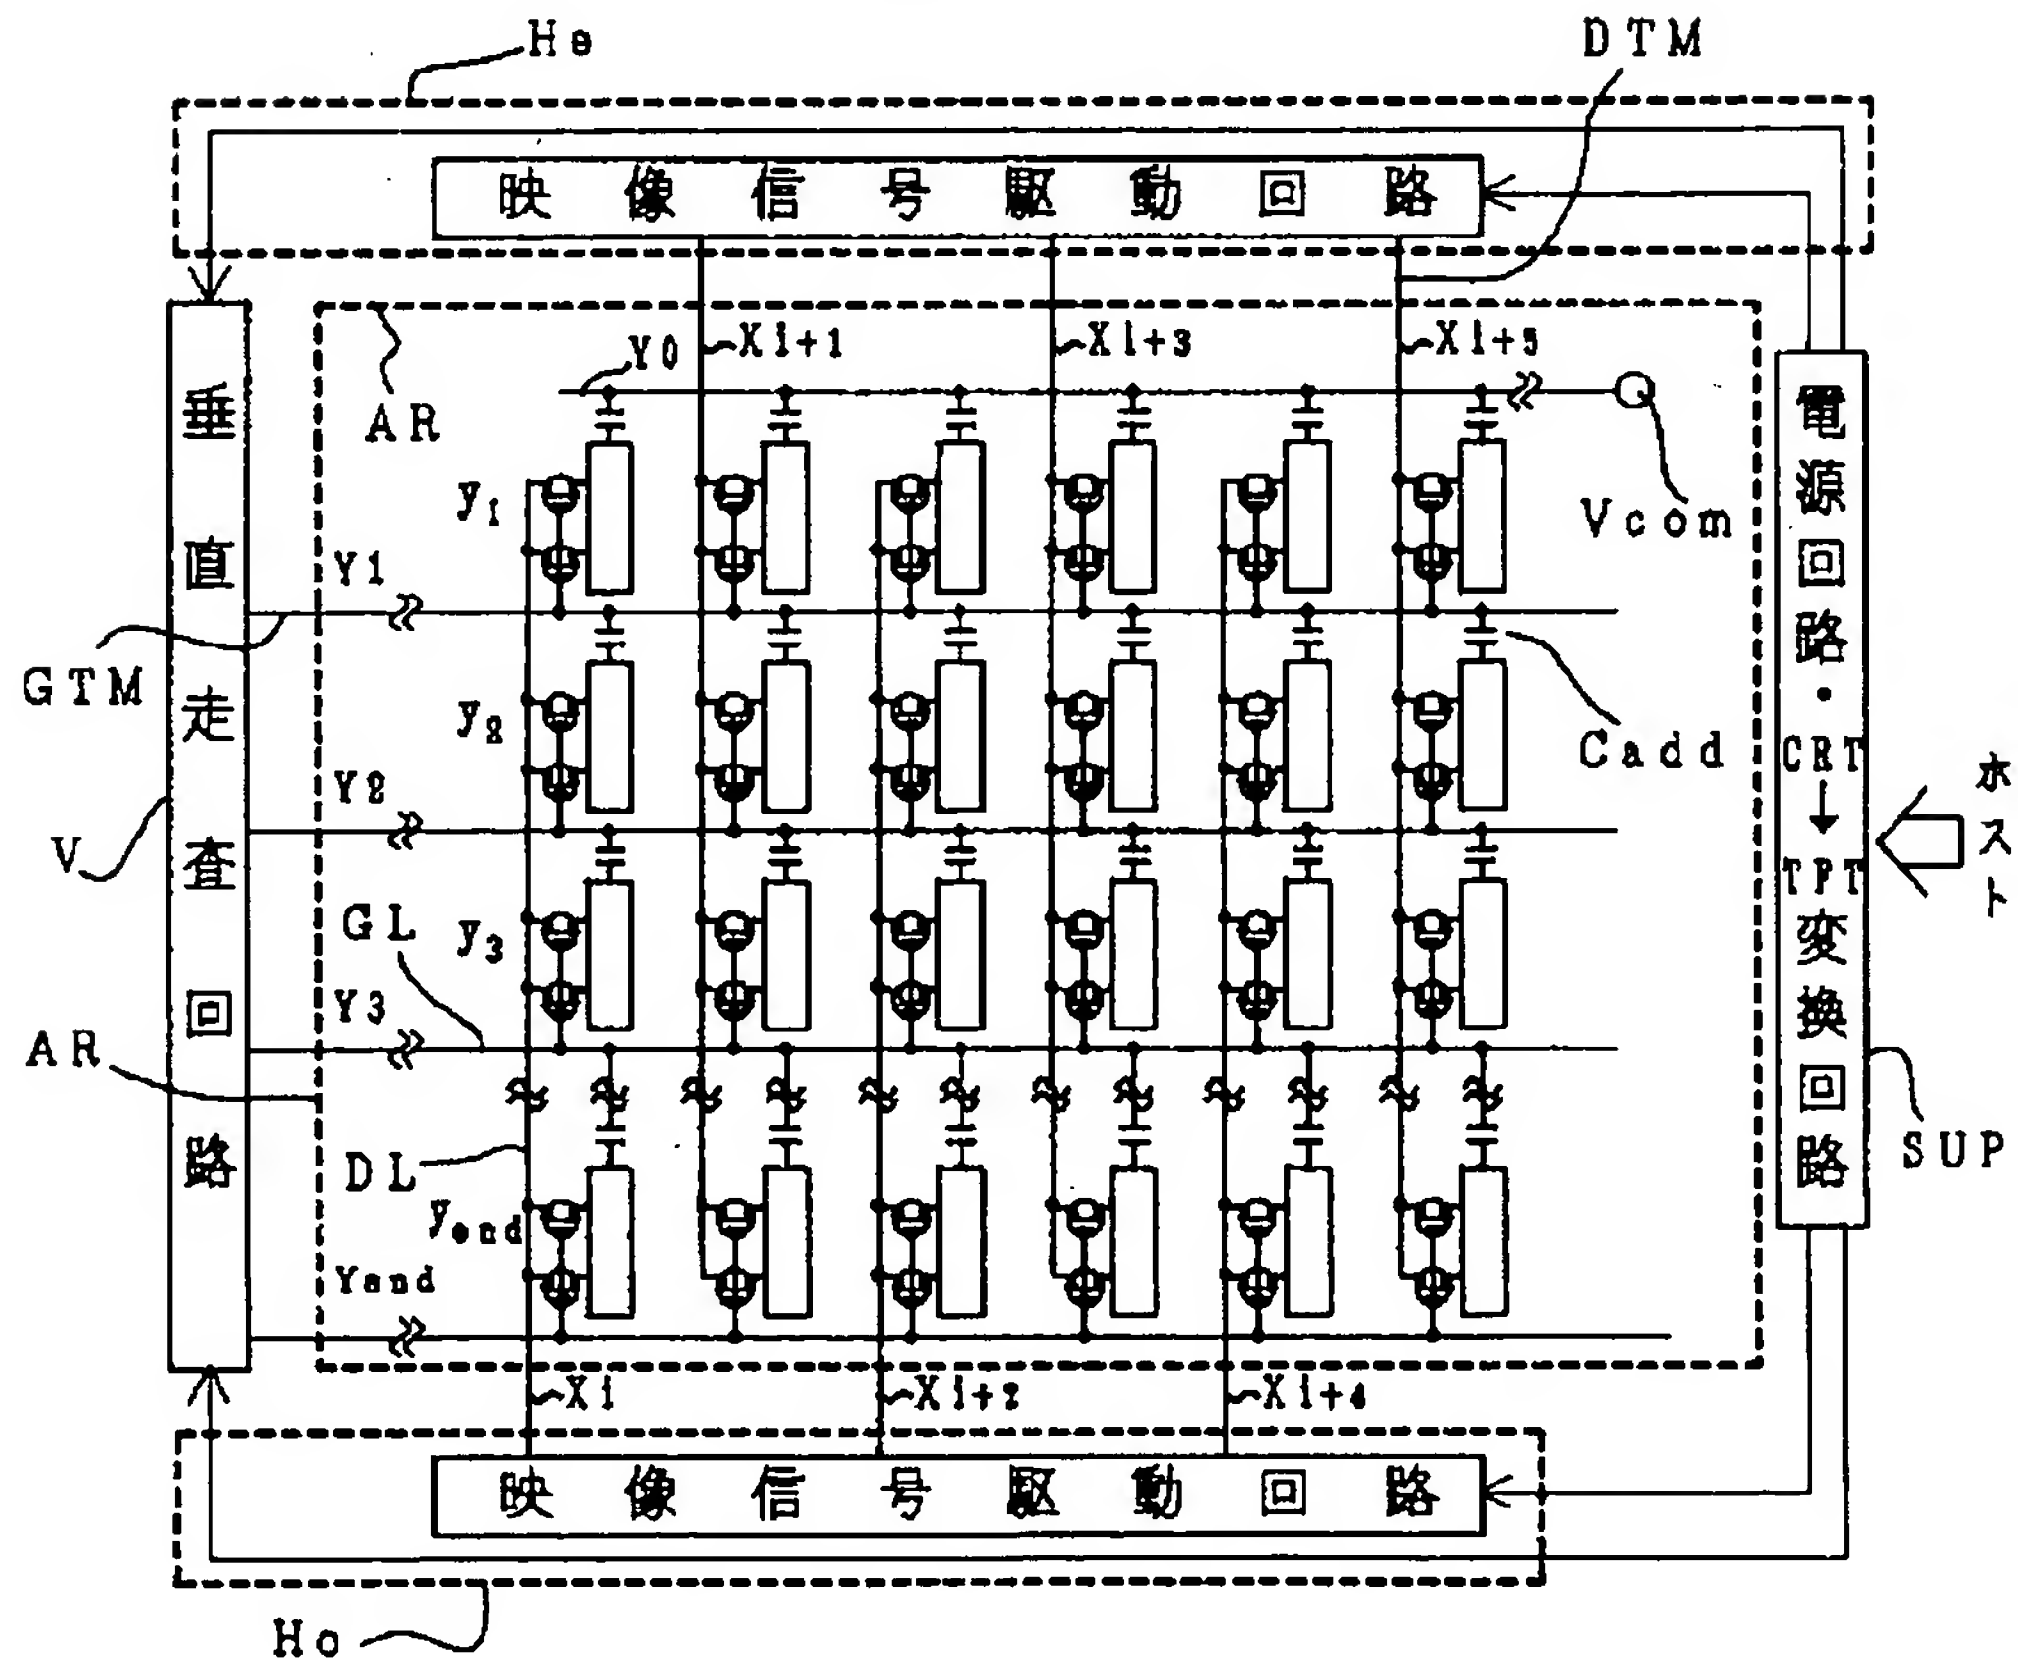 He
DTM
映像信号駆動回路
Xi+1
Xi+3
Xi+5
Y0
AR
Vcom
y1
Y1
GTM
垂直走査回路
電源回路・CRT→TFT変換回路
ホスト
y2
Cadd
Y2
V
GL
y3
Y3
AR
SUP
DL
yend
Yend
Xi
Xi+2
Xi+4
映像信号駆動回路
Ho